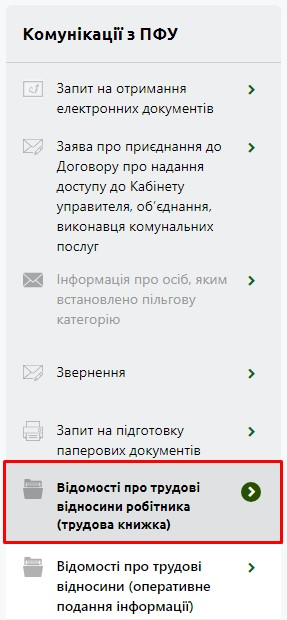 Комунікації з ПФУ
Запит на отримання
електронних документів
Заява про приєднання до
Договору про надання
доступу до Кабінету
управителя, об’єднання,
виконавця комунальних
послуг
Інформація про осіб, яким
встановлено пільгову
категорію
Звернення
Запит на підготовку
паперових документів
Відомості про трудові
відносини робітника
(трудова книжка)
Відомості про трудові
відносини (оперативне
подання інформації)